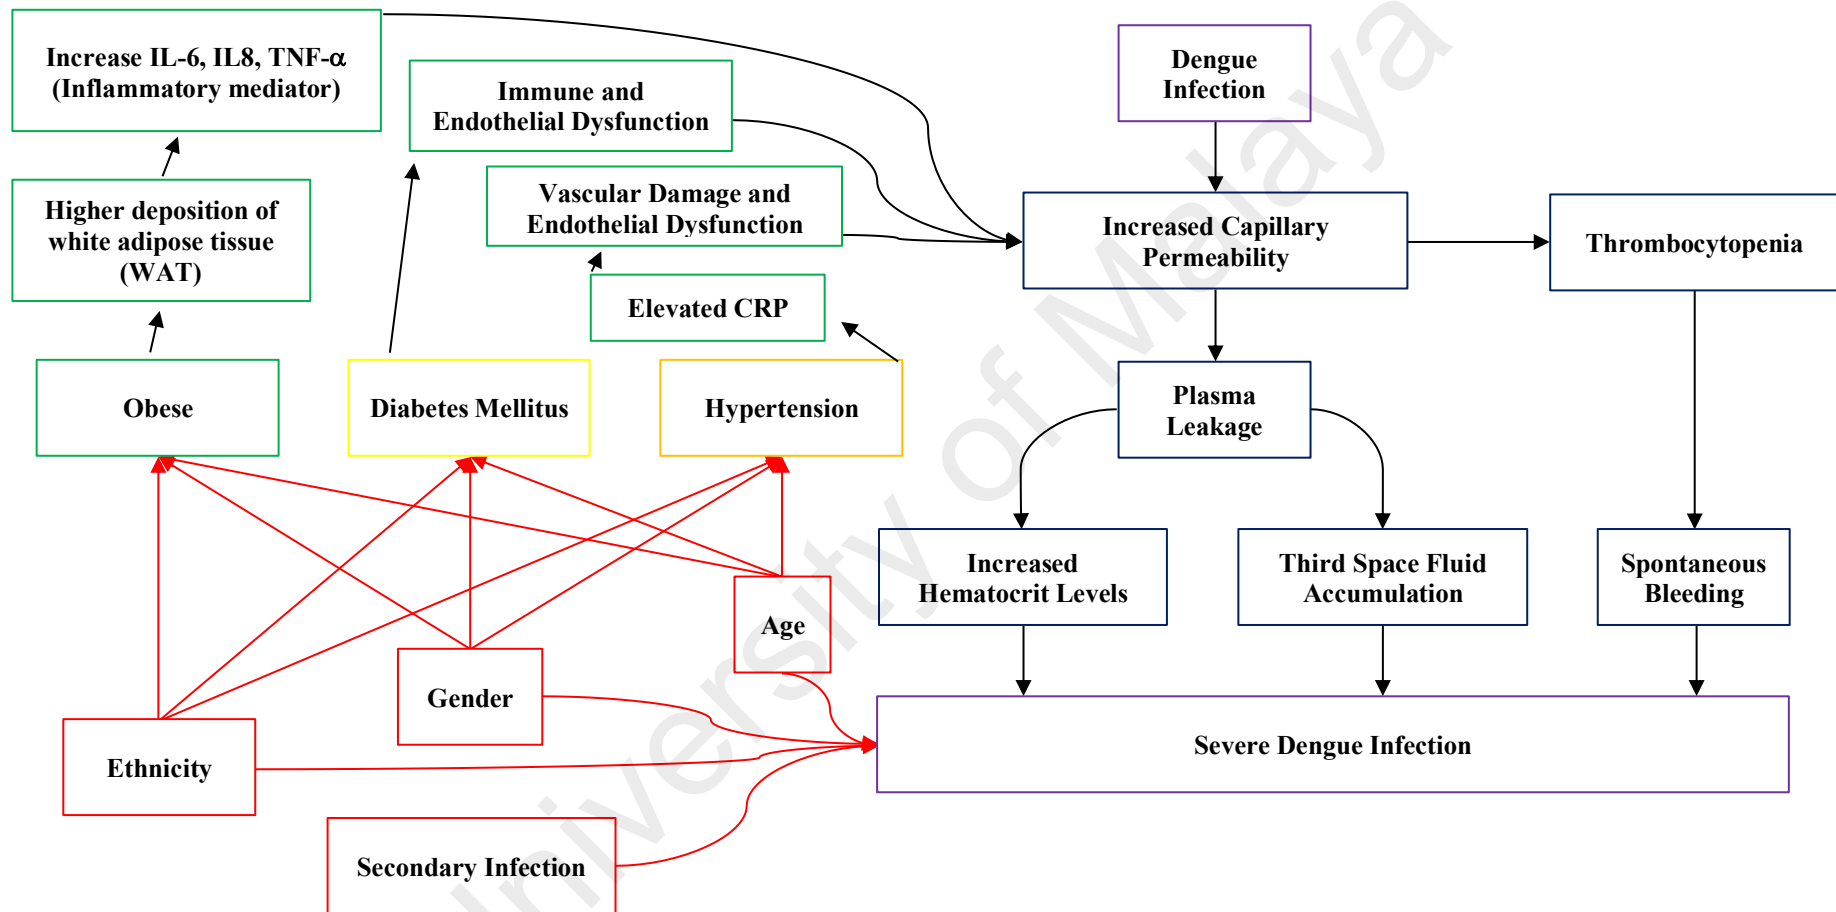 Increase IL-6, IL8, TNF-α
(Inflammatory mediator)
Immune and
Endothelial Dysfunction
Dengue
Infection
Higher deposition of
white adipose tissue
(WAT)
Vascular Damage and
Endothelial Dysfunction
Increased Capillary
Permeability
Thrombocytopenia
Elevated CRP
Obese
Diabetes Mellitus
Hypertension
Plasma
Leakage
Increased
Hematocrit Levels
Third Space Fluid
Accumulation
Spontaneous
Bleeding
Age
Gender
Ethnicity
Severe Dengue Infection
Secondary Infection
University of Malaya